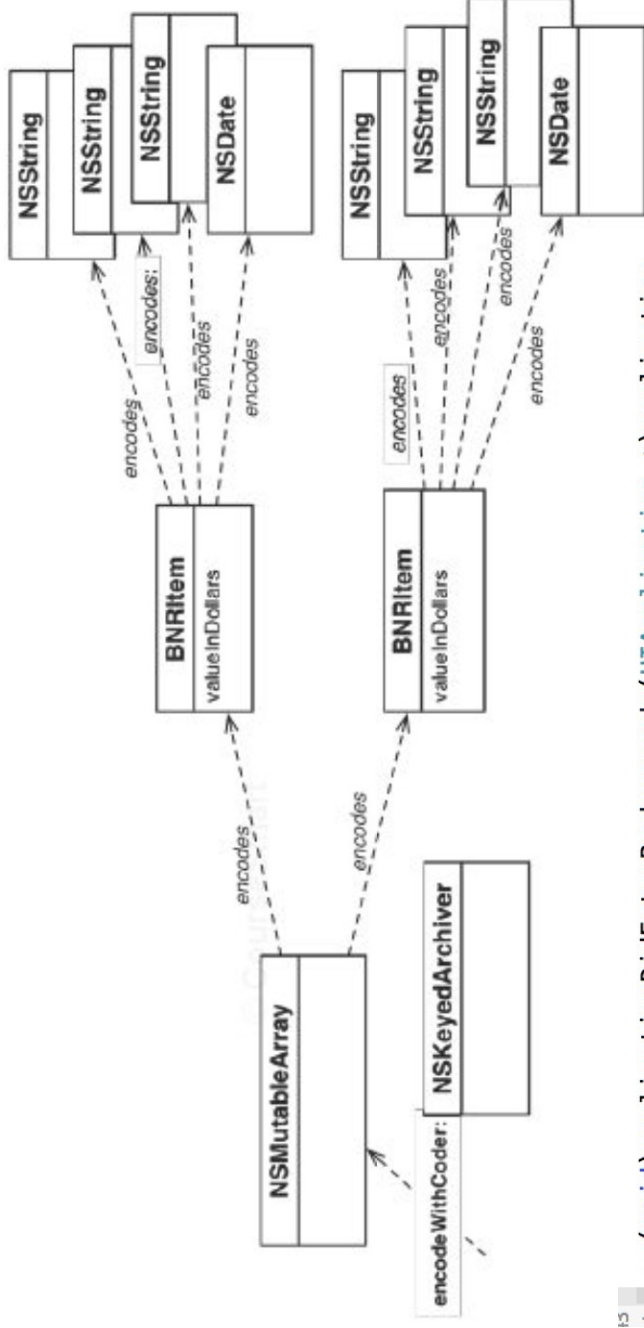 NSMutableArray
encodeWithCoder:
NSKeyedArchiver
encodes
encodes
BNRItem
valueInDollars
BNRItem
valueInDollars
encodes
encodes:
encodes
encodes
encodes
encodes
encodes
encodes
NSString
NSString
NSString
NSDate
NSString
NSString
NSString
NSDate